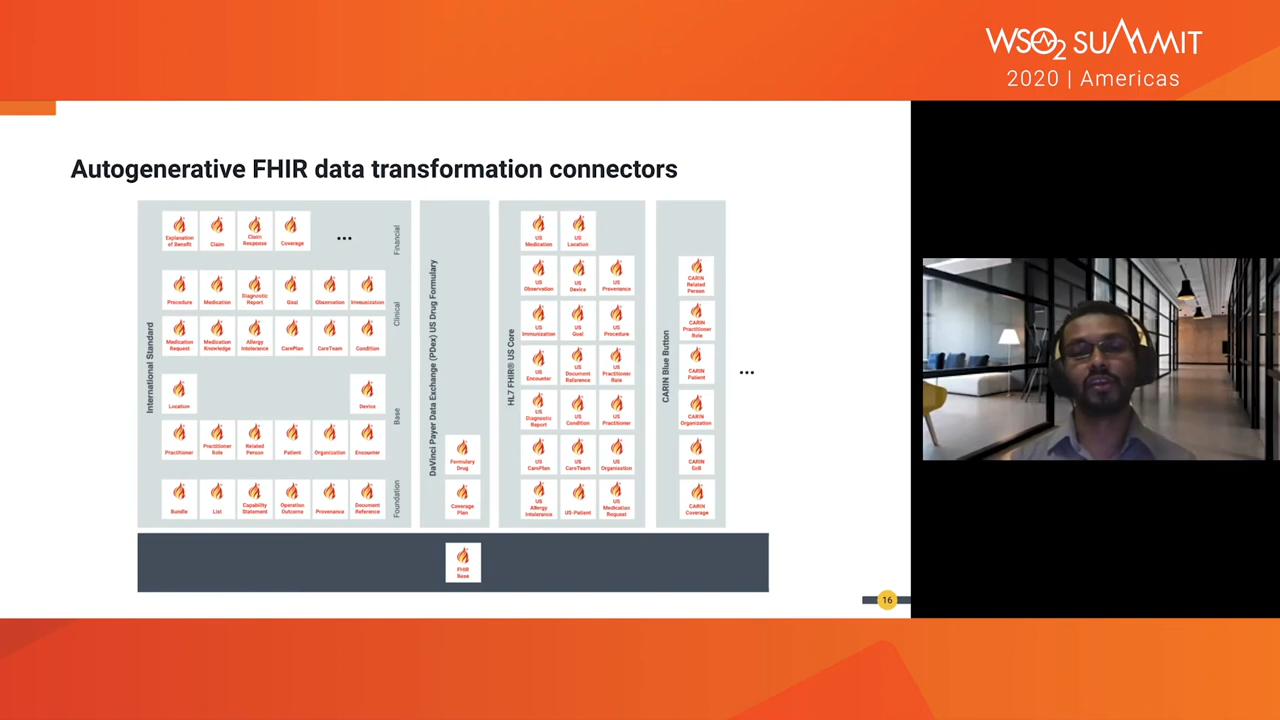 WSO2 SUMMIT
2020 | Americas
Autogenerative FHIR data transformation connectors
International Standard
Explanation
of Benefit
Claim
Claim
Response
Coverage
...
Financial
Procedure
Medication
Diagnostic
Report
Goal
Observation
Immunization
Clinical
Medication
Request
Medication
Knowledge
Allergy
Intolerance
CarePlan
CareTeam
Condition
Location
Device
Base
Practitioner
Practitioner
Role
Related
Person
Patient
Organization
Encounter
Bundle
List
Capability
Statement
Operation
Outcome
Provenance
Document
Reference
Foundation
DaVinci Payer Data Exchange (PDex) US Drug Formulary
Formulary
Drug
Coverage
Plan
HL7 FHIR® US Core
US
Medication
US
Location
US
Observation
US
Device
US
Provenance
US
Immunization
US
Goal
US
Procedure
US
Encounter
US
Document
Reference
US
Practitioner
Role
US
Diagnostic
Report
US
Condition
US
Practitioner
US
CarePlan
US
CareTeam
US
Organization
US
Allergy
Intolerance
US-Patient
US
Medication
Request
CARIN Blue Button
CARIN
Related
Person
CARIN
Practitioner
Role
CARIN
Patient
CARIN
Organization
CARIN
EoB
CARIN
Coverage
...
FHIR
Base
16